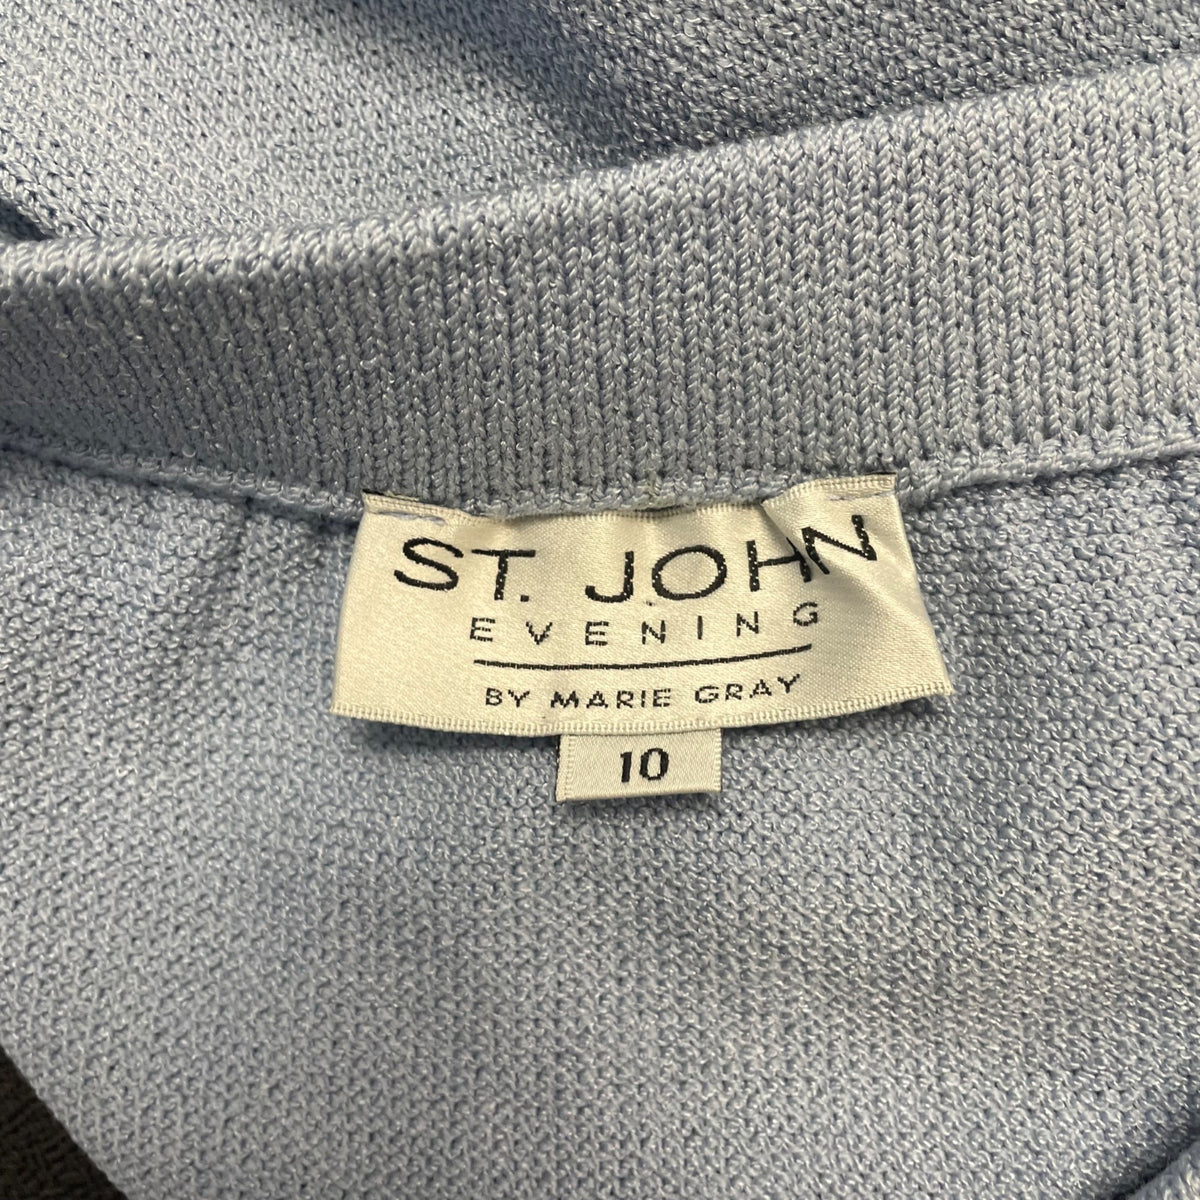 ST. JOHN
EVENING
BY MARIE GRAY
10